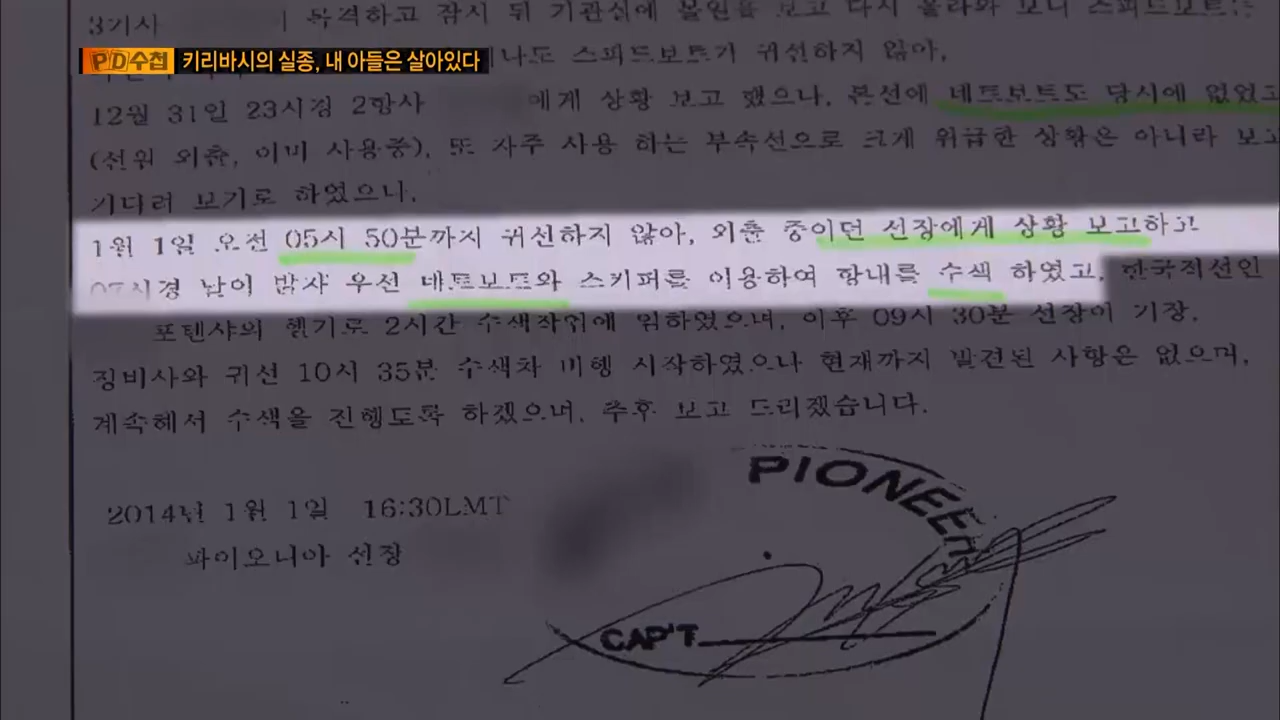 PD수첩 키리바시의 실종, 내 아들은 살아있다
3기사 목격하고 잠시 뒤 기관실에 볼일을 보고 다시 올라와 보니 스피드보트는
스피드보트가 귀선하지 않아,
12월 31일 23시경 2항사 에게 상황 보고 했으나, 본선에 네트보트도 당시에 없었고
(선원 외출, 이미 사용중), 또 자주 사용 하는 부속선으로 크게 위급한 상황은 아니라 보고
기다려 보기로 하였으나,
1월 1일 오전 05시 50분까지 귀선하지 않아, 외출 중이던 선장에게 상황 보고하고
07시경 날이 밝자 우선 네트보트와 스키퍼를 이용하여 항내를 수색 하였고, 한국적선인
포텐샤의 헬기로 2시간 수색작업에 임하였으며, 이후 09시 30분 선장이 기장,
정비사와 귀선 10시 35분 수색차 비행 시작하였으나 현재까지 발견된 사항은 없으며,
계속해서 수색을 진행도록 하겠으며, 추후 보고 드리겠습니다.
2014년 1월 1일 16:30LMT
파이오니아 선장
PIONEER
CAP'T